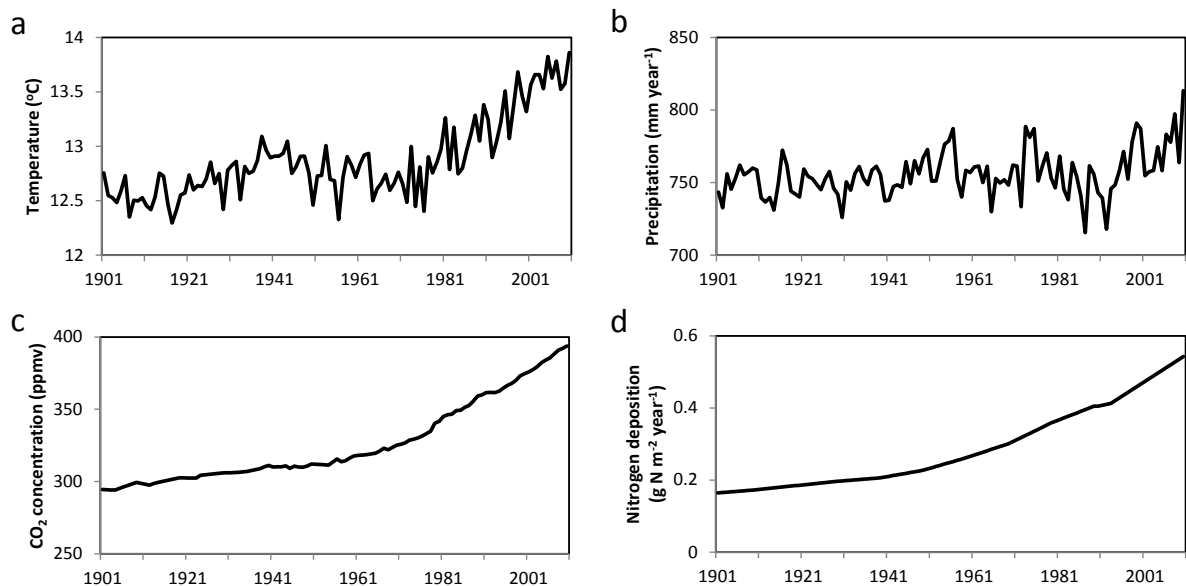 a
Temperature (°C)
14
13.5
13
12.5
12
1901 1921 1941 1961 1981 2001
b
Precipitation (mm year⁻¹)
850
800
750
700
1901 1921 1941 1961 1981 2001
c
CO₂ concentration (ppmv)
400
350
300
250
1901 1921 1941 1961 1981 2001
d
Nitrogen deposition
(g N m⁻² year⁻¹)
0.6
0.4
0.2
0
1901 1921 1941 1961 1981 2001